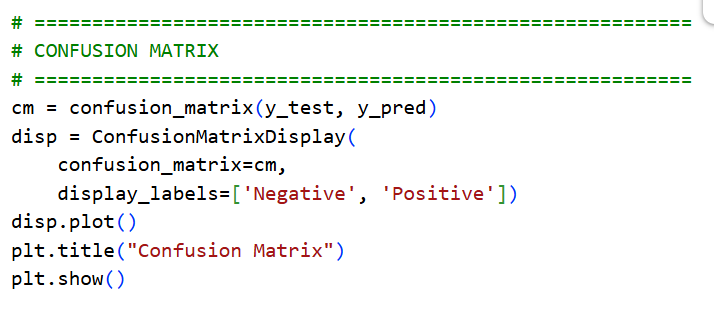 # =========================================================
# CONFUSION MATRIX
# =========================================================
cm = confusion_matrix(y_test, y_pred)
disp = ConfusionMatrixDisplay(
    confusion_matrix=cm,
    display_labels=['Negative', 'Positive'])
disp.plot()
plt.title("Confusion Matrix")
plt.show()